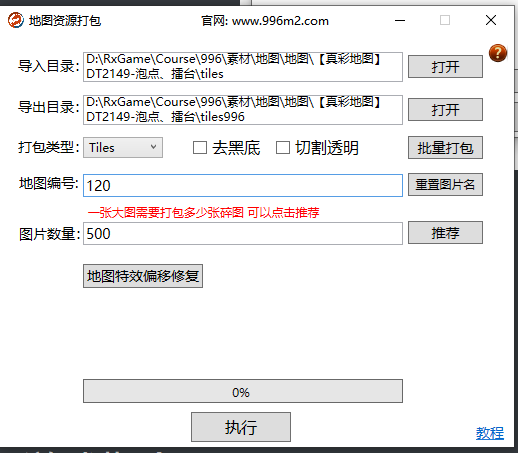 地图资源打包 官网: www.996m2.com
导入目录: D:\RxGame\Course\996\素材\地图\地图\【真彩地图】
DT2149-泡点、擂台\tiles 打开
导出目录: D:\RxGame\Course\996\素材\地图\地图\【真彩地图】
DT2149-泡点、擂台\tiles996 打开
打包类型: Tiles 去黑底 切割透明 批量打包
地图编号: 120 重置图片名
一张大图需要打包多少张碎图 可以点击推荐
图片数量: 500 推荐
地图特效偏移修复
0%
执行
教程